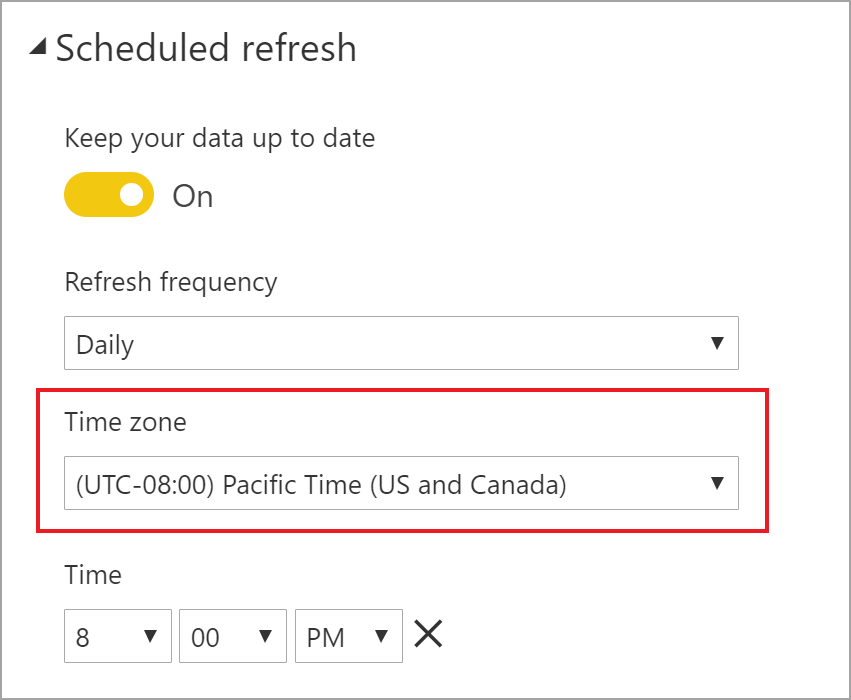 Scheduled refresh
Keep your data up to date
On
Refresh frequency
Daily
Time zone
(UTC-08:00) Pacific Time (US and Canada)
Time
8 00 PM